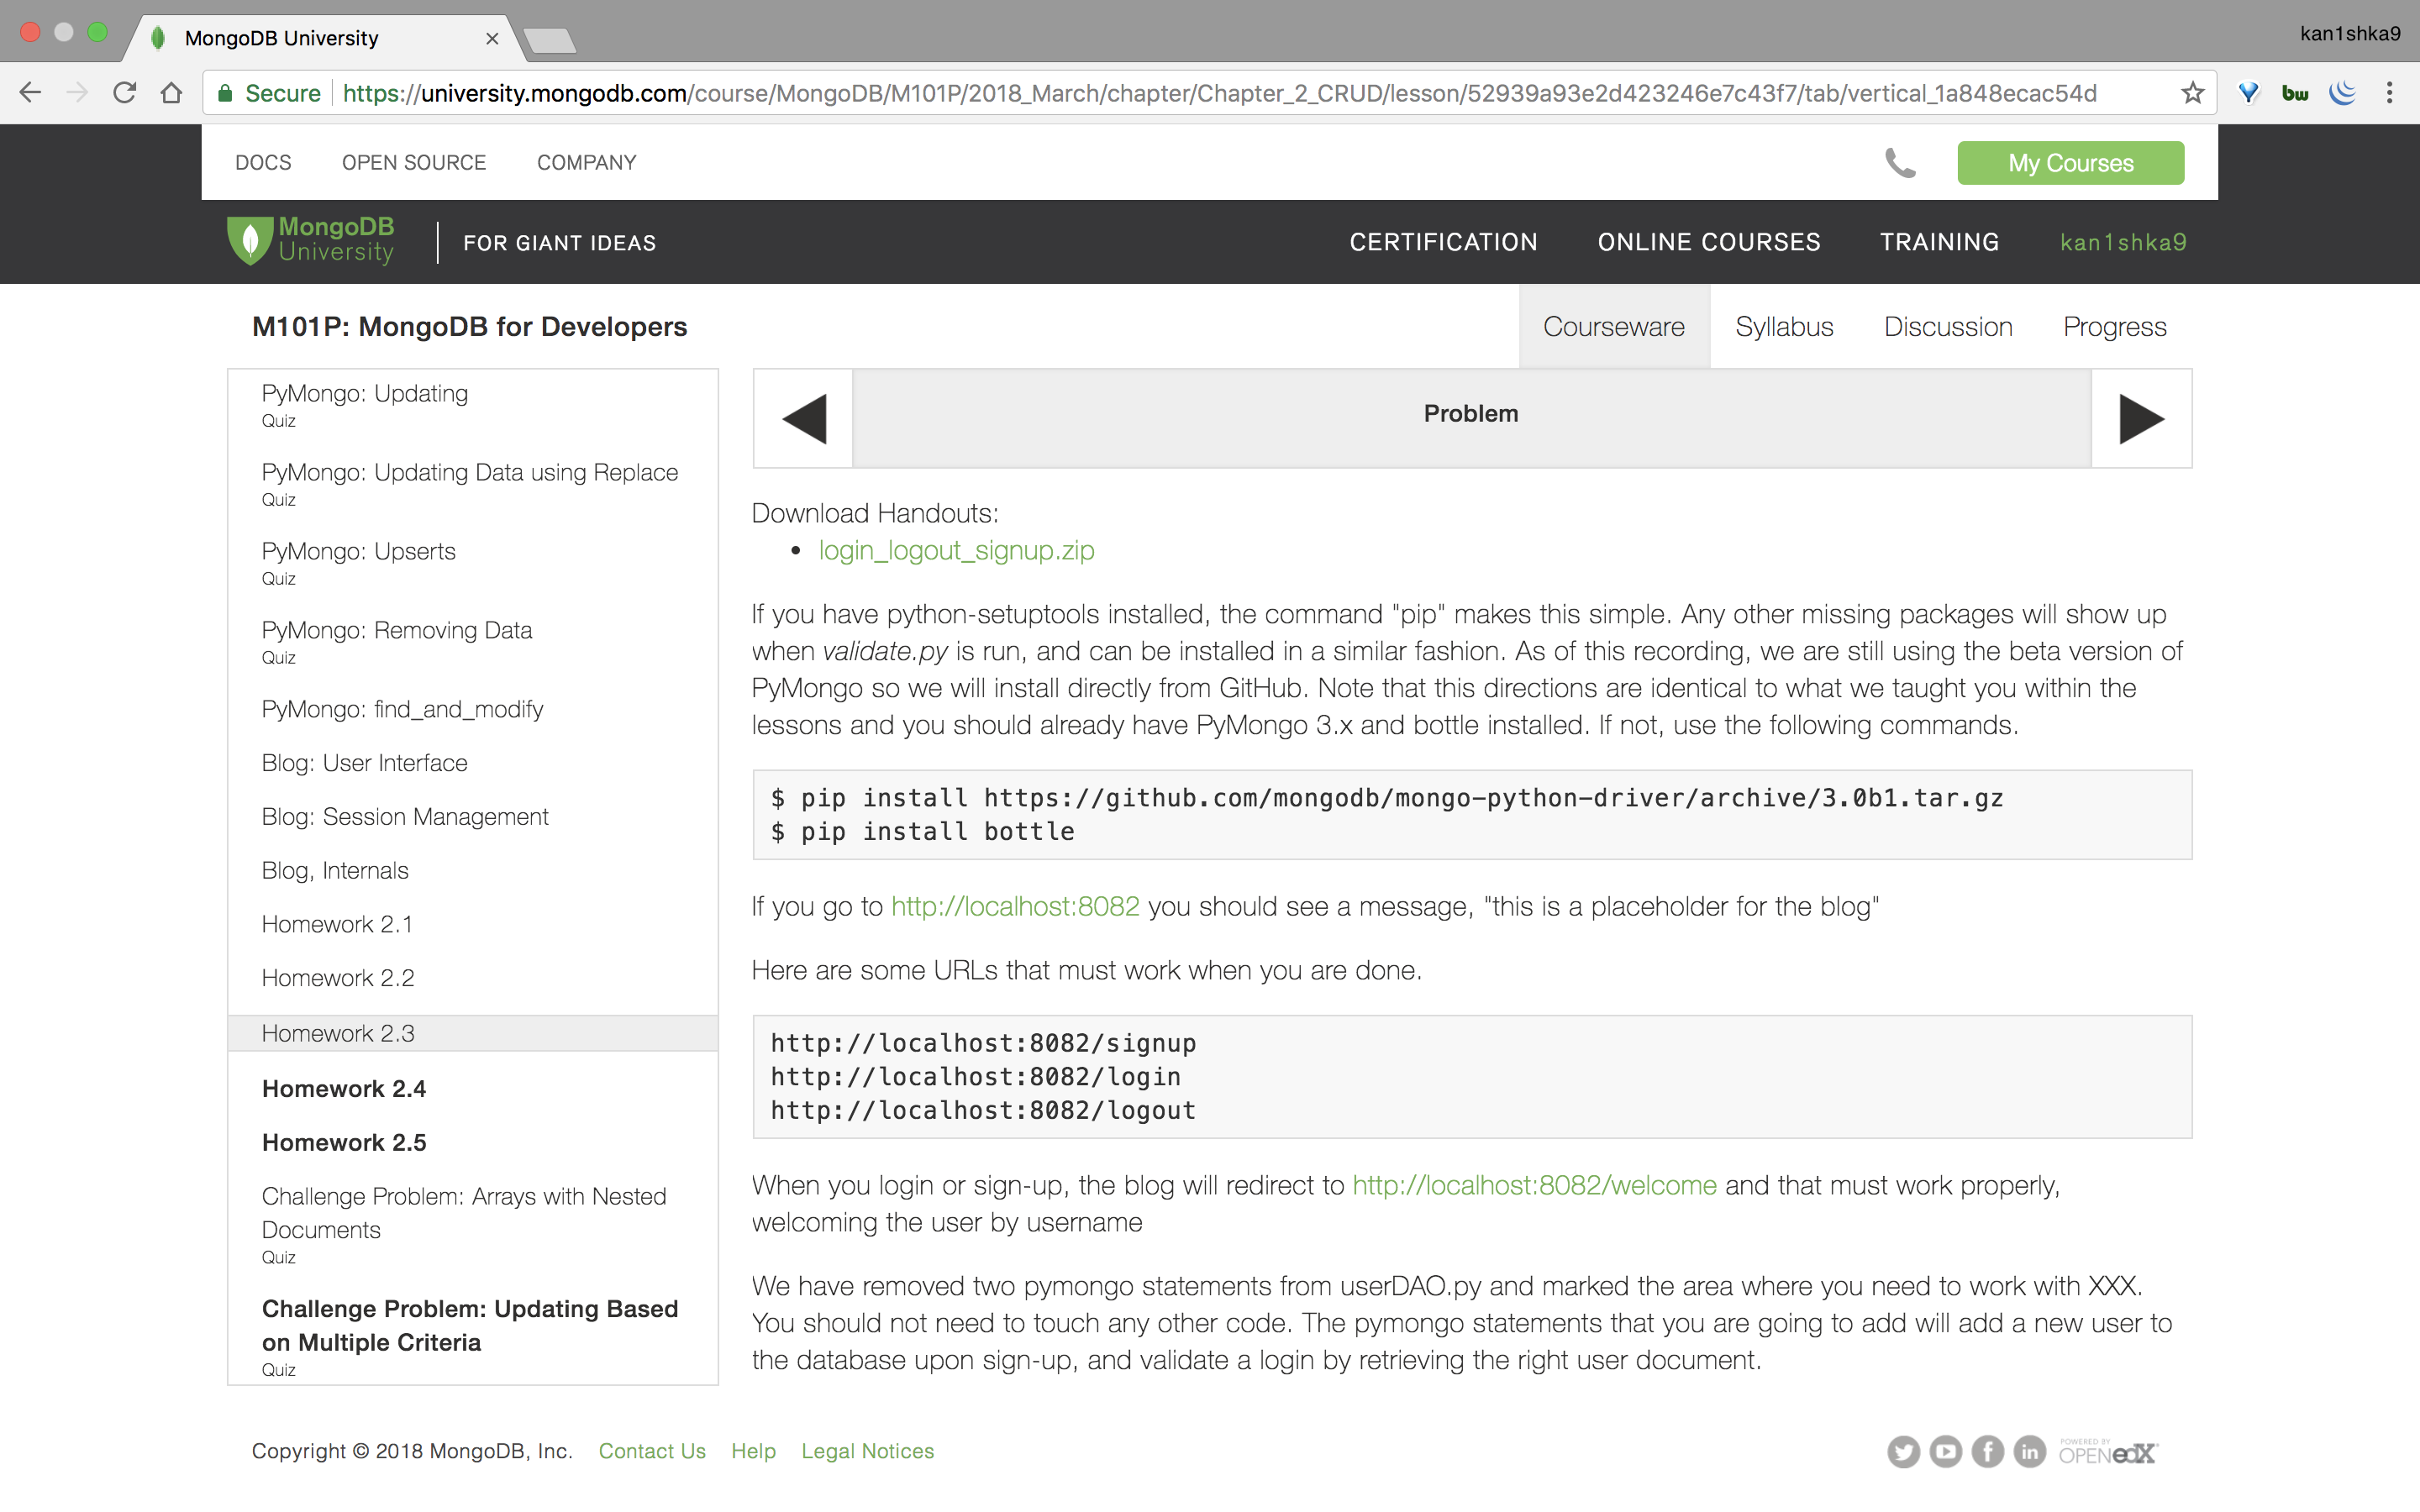 MongoDB University
kan1shka9
Secure
https://university.mongodb.com/course/MongoDB/M101P/2018_March/chapter/Chapter_2_CRUD/lesson/52939a93e2d423246e7c43f7/tab/vertical_1a848ecac54d
bw
DOCS OPEN SOURCE COMPANY
My Courses
MongoDB
University
FOR GIANT IDEAS
CERTIFICATION ONLINE COURSES TRAINING kan1shka9
M101P: MongoDB for Developers
Courseware Syllabus Discussion Progress
PyMongo: Updating
Quiz
PyMongo: Updating Data using Replace
Quiz
PyMongo: Upserts
Quiz
PyMongo: Removing Data
Quiz
PyMongo: find_and_modify
Blog: User Interface
Blog: Session Management
Blog, Internals
Homework 2.1
Homework 2.2
Homework 2.3
Homework 2.4
Homework 2.5
Challenge Problem: Arrays with Nested
Documents
Quiz
Challenge Problem: Updating Based
on Multiple Criteria
Quiz
Problem
Download Handouts:
• login_logout_signup.zip
If you have python-setuptools installed, the command "pip" makes this simple. Any other missing packages will show up
when validate.py is run, and can be installed in a similar fashion. As of this recording, we are still using the beta version of
PyMongo so we will install directly from GitHub. Note that this directions are identical to what we taught you within the
lessons and you should already have PyMongo 3.x and bottle installed. If not, use the following commands.
$ pip install https://github.com/mongodb/mongo-python-driver/archive/3.0b1.tar.gz
$ pip install bottle
If you go to http://localhost:8082 you should see a message, "this is a placeholder for the blog"
Here are some URLs that must work when you are done.
http://localhost:8082/signup
http://localhost:8082/login
http://localhost:8082/logout
When you login or sign-up, the blog will redirect to http://localhost:8082/welcome and that must work properly,
welcoming the user by username
We have removed two pymongo statements from userDAO.py and marked the area where you need to work with XXX.
You should not need to touch any other code. The pymongo statements that you are going to add will add a new user to
the database upon sign-up, and validate a login by retrieving the right user document.
Copyright © 2018 MongoDB, Inc. Contact Us Help Legal Notices
POWERED BY
OPEN edX